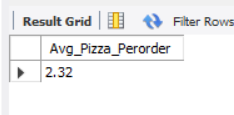 Result Grid Filter Rows
Avg_Pizza_Perorder
2.32